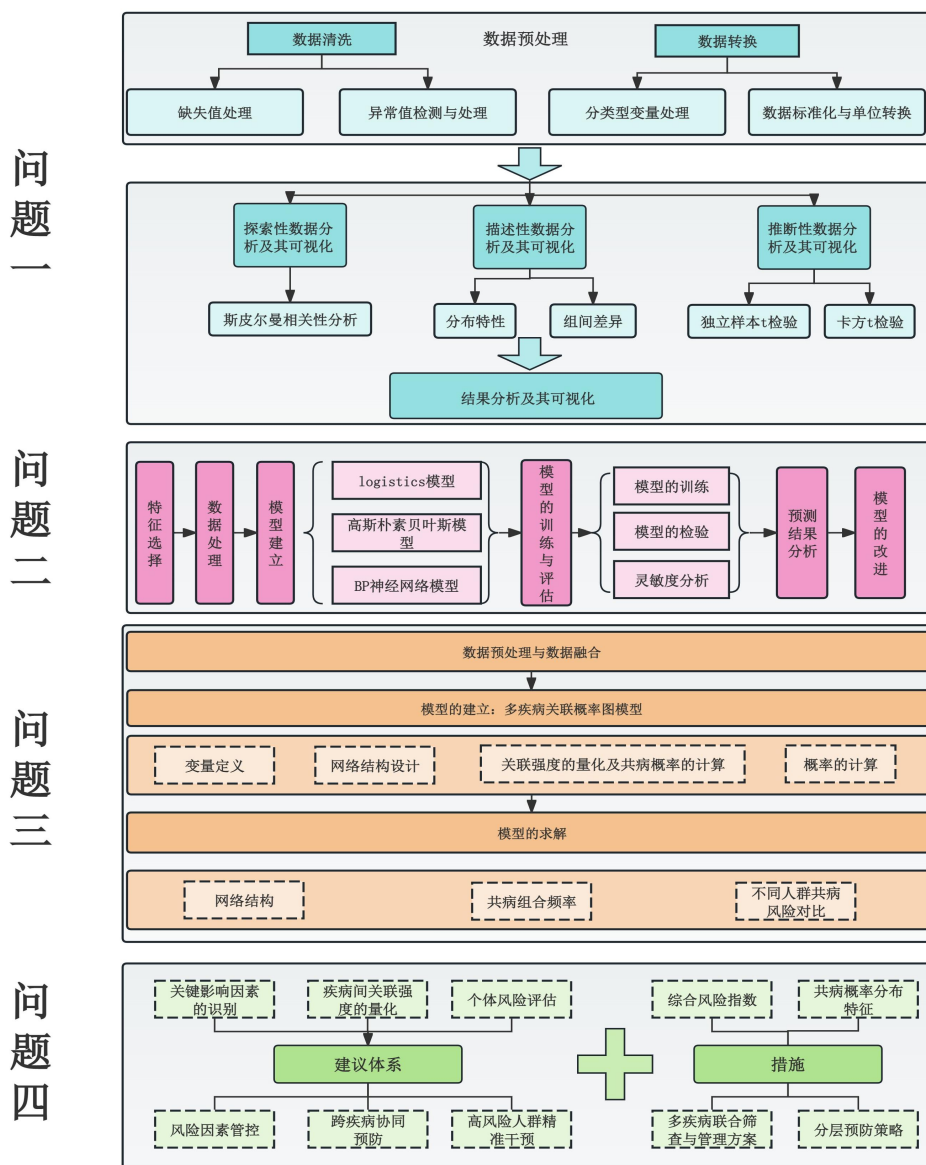 问题一
数据预处理
数据清洗
数据转换
缺失值处理
异常值检测与处理
分类型变量处理
数据标准化与单位转换
探索性数据分
析及其可视化
描述性数据分
析及其可视化
推断性数据分
析及其可视化
斯皮尔曼相关性分析
分布特性
组间差异
独立样本t检验
卡方t检验
结果分析及其可视化
问题二
特征选择
数据处理
模型建立
logistics模型
高斯朴素贝叶斯
模型
BP神经网络模型
模型的训练与评估
模型的训练
模型的检验
灵敏度分析
预测结果分析
模型的改进
问题三
数据预处理与数据融合
模型的建立：多疾病关联概率图模型
变量定义
网络结构设计
关联强度的量化及共病概率的计算
概率的计算
模型的求解
网络结构
共病组合频率
不同人群共病
风险对比
问题四
关键影响因素
的识别
疾病间关联强
度的量化
个体风险评估
综合风险指数
共病概率分布
特征
建议体系
措施
风险因素管控
跨疾病协同
预防
高风险人群精
准干预
多疾病联合筛
查与管理方案
分层预防策略